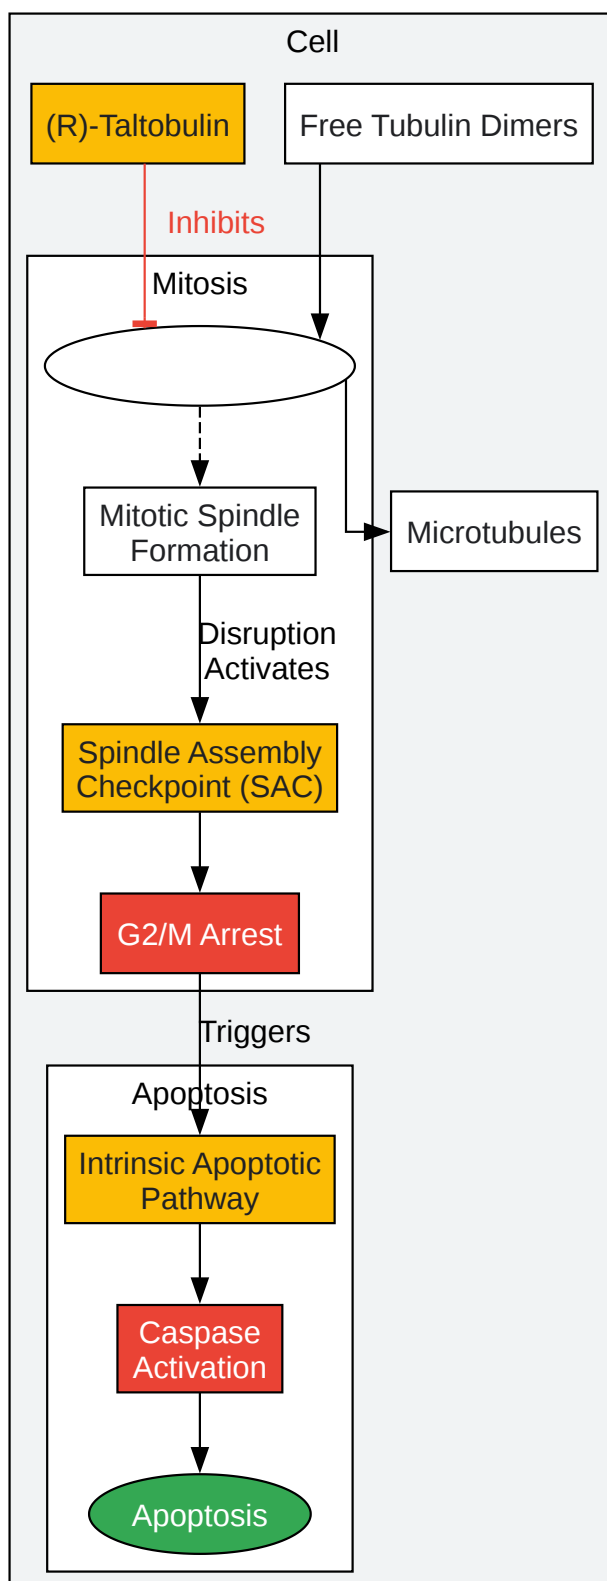 Cell
(R)-Taltobulin
Free Tubulin Dimers
Inhibits
Mitosis
Mitotic Spindle
Formation
Microtubules
Disruption
Activates
Spindle Assembly
Checkpoint (SAC)
G2/M Arrest
Triggers
Apoptosis
Intrinsic Apoptotic
Pathway
Caspase
Activation
Apoptosis